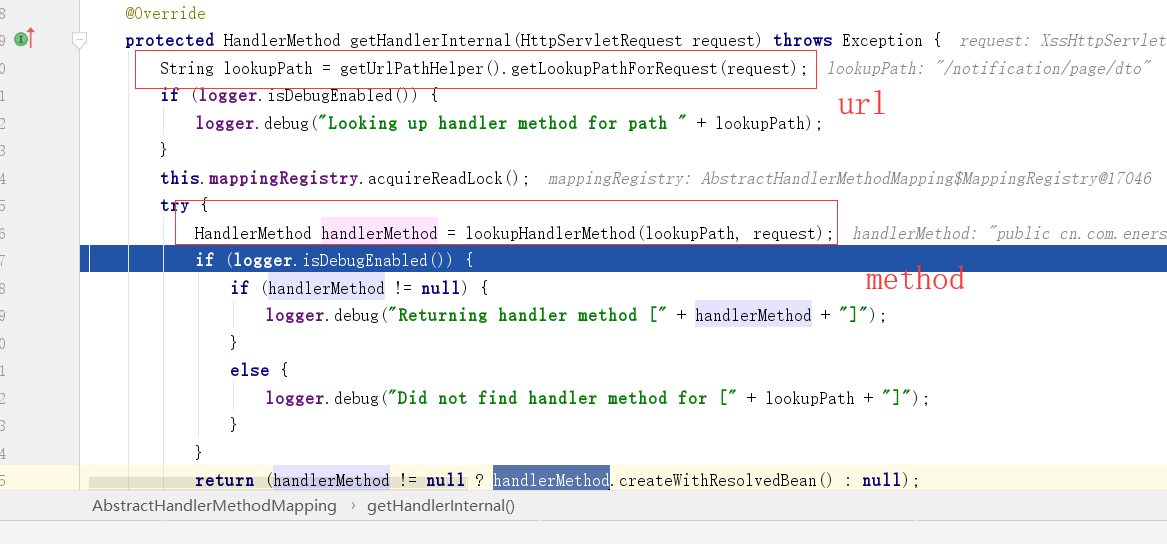 8 @Override
9 protected HandlerMethod getHandlerInternal(HttpServletRequest request) throws Exception { request: XssHttpServlet
0 String lookupPath = getUrlPathHelper().getLookupPathForRequest(request); lookupPath: "/notification/page/dto"
1 if (logger.isDebugEnabled()) {
url
2 logger.debug("Looking up handler method for path " + lookupPath);
3 }
4 this.mappingRegistry.acquireReadLock(); mappingRegistry: AbstractHandlerMethodMapping$MappingRegistry@17046
5 try {
6 HandlerMethod handlerMethod = lookupHandlerMethod(lookupPath, request); handlerMethod: "public cn.com.eners
7 if (logger.isDebugEnabled()) {
method
8 if (handlerMethod != null) {
9 logger.debug("Returning handler method [" + handlerMethod + "]");
0 }
1 else {
2 logger.debug("Did not find handler method for [" + lookupPath + "]");
3 }
4 }
5 return (handlerMethod != null ? handlerMethod.createWithResolvedBean() : null);
AbstractHandlerMethodMapping › getHandlerInternal()